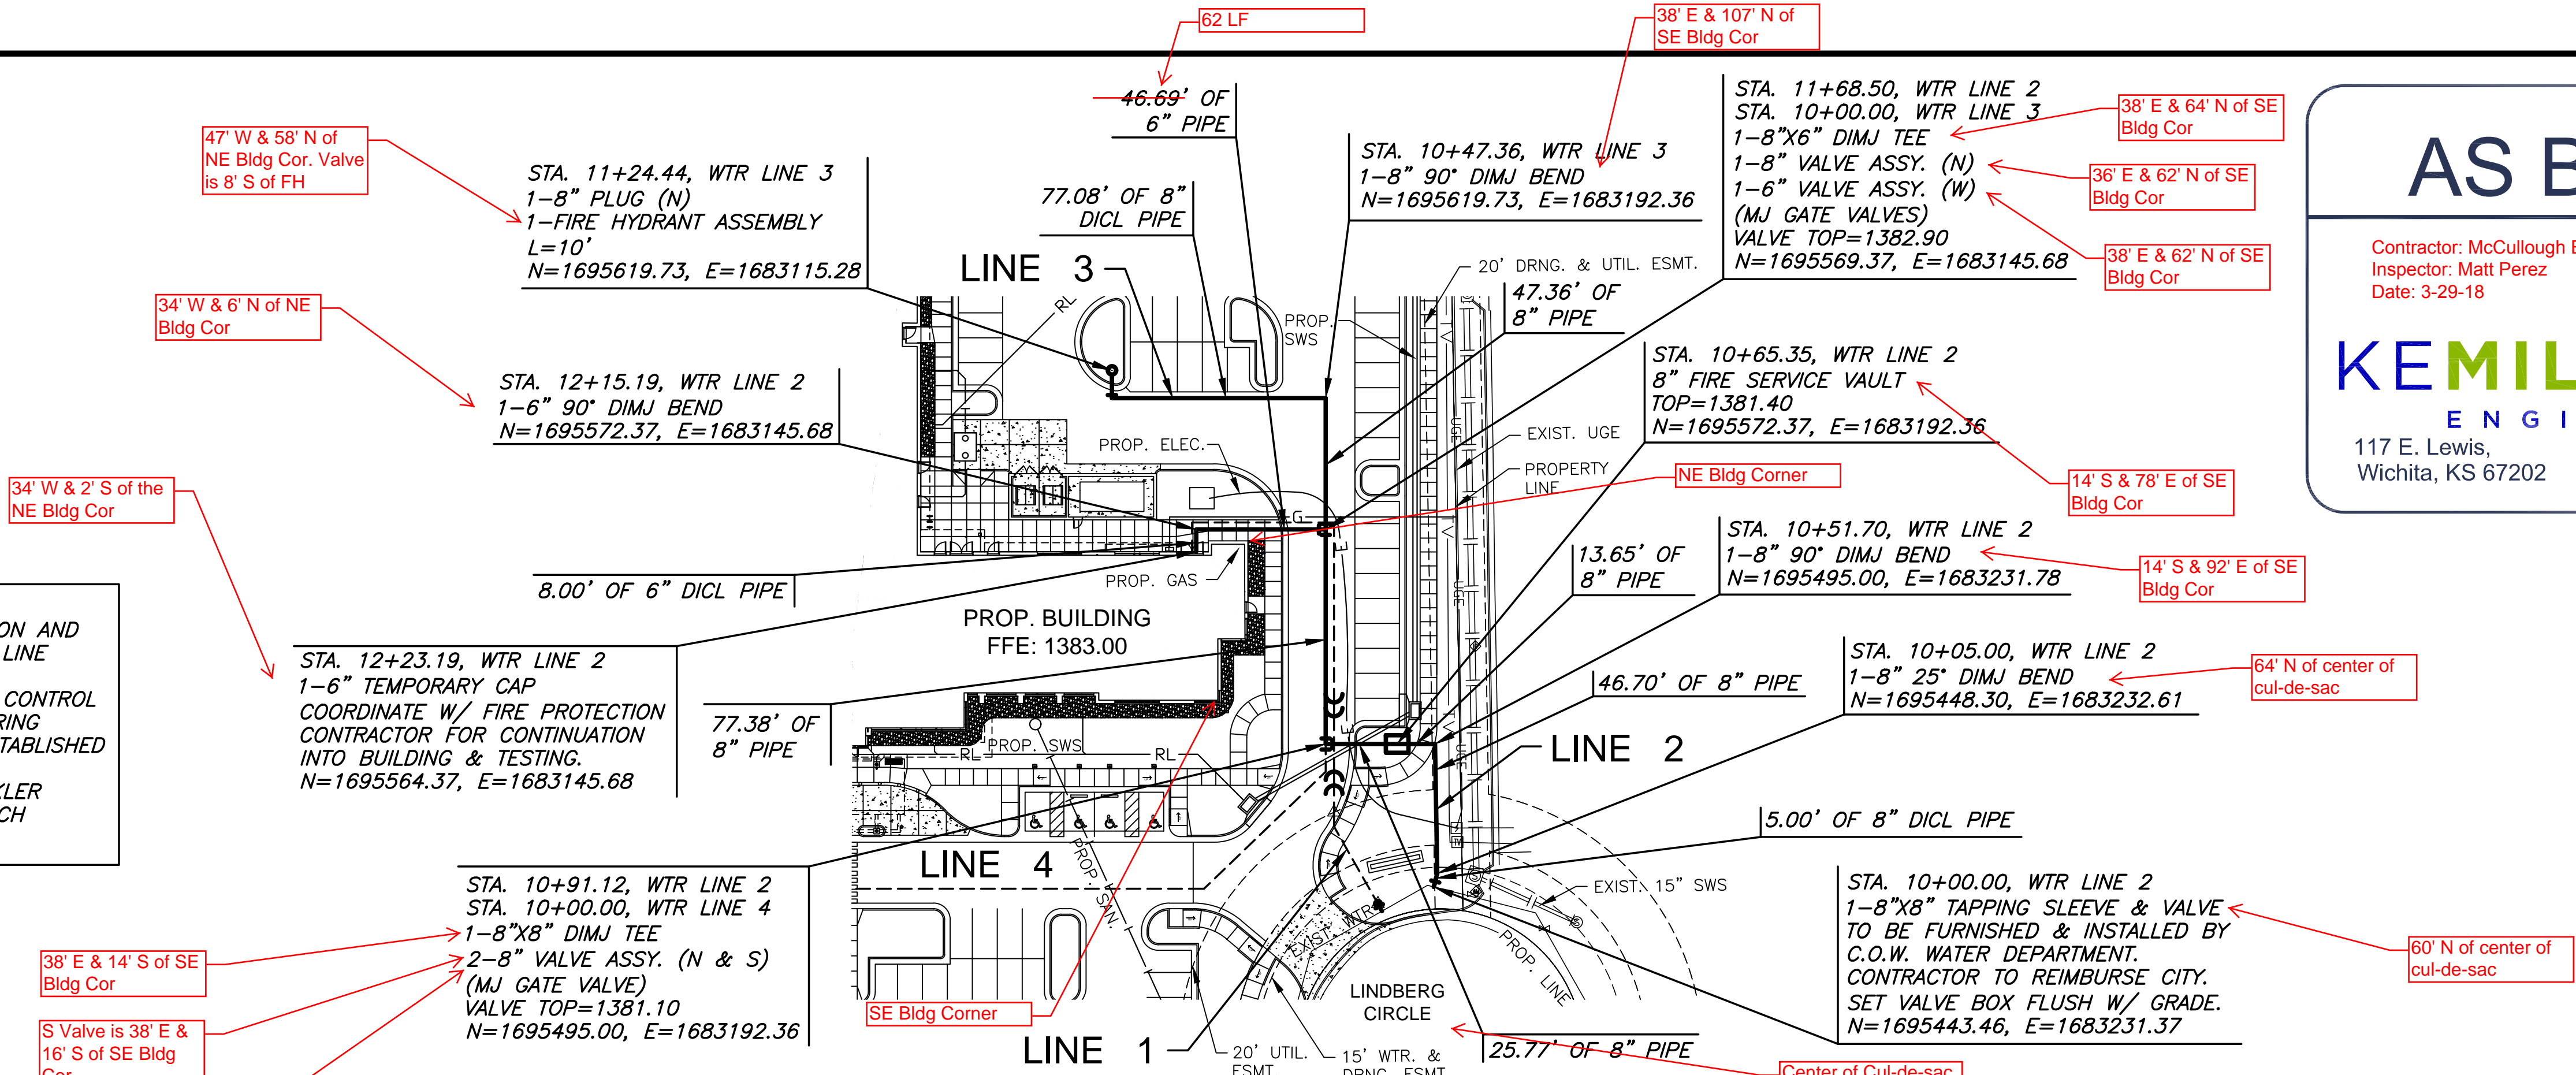 62 LF
38' E & 107' N of
SE Bldg Cor
46.69' OF
6" PIPE
47' W & 58' N of
NE Bldg Cor. Valve
is 8' S of FH
STA. 11+24.44, WTR LINE 3
1-8" PLUG (N)
1-FIRE HYDRANT ASSEMBLY
L=10'
N=1695619.73, E=1683115.28
77.08' OF 8"
DICL PIPE
STA. 10+47.36, WTR LINE 3
1-8" 90° DIMJ BEND
N=1695619.73, E=1683192.36
STA. 11+68.50, WTR LINE 2
STA. 10+00.00, WTR LINE 3
1-8"X6" DIMJ TEE
1-8" VALVE ASSY. (N)
1-6" VALVE ASSY. (W)
(MJ GATE VALVES)
VALVE TOP=1382.90
N=1695569.37, E=1683145.68
38' E & 64' N of SE
Bldg Cor
36' E & 62' N of SE
Bldg Cor
38' E & 62' N of SE
Bldg Cor
AS B
Contractor: McCullough E
Inspector: Matt Perez
Date: 3-29-18
KEMIL
ENGI
117 E. Lewis,
Wichita, KS 67202
LINE 3
RL
PROP.
SWS
20' DRNG. & UTIL. ESMT.
47.36' OF
8" PIPE
34' W & 6' N of NE
Bldg Cor
STA. 12+15.19, WTR LINE 2
1-6" 90° DIMJ BEND
N=1695572.37, E=1683145.68
STA. 10+65.35, WTR LINE 2
8" FIRE SERVICE VAULT
TOP=1381.40
N=1695572.37, E=1683192.36
14' S & 78' E of SE
Bldg Cor
PROP. ELEC.
UGE
EXIST. UGE
PROPERTY
LINE
NE Bldg Corner
34' W & 2' S of the
NE Bldg Cor
G
STA. 10+51.70, WTR LINE 2
1-8" 90° DIMJ BEND
N=1695495.00, E=1683231.78
14' S & 92' E of SE
Bldg Cor
13.65' OF
8" PIPE
8.00' OF 6" DICL PIPE
PROP. GAS
UGE
PROP. BUILDING
FFE: 1383.00
ON AND
LINE
CONTROL
RING
TABLISHED
KLER
CH
STA. 12+23.19, WTR LINE 2
1-6" TEMPORARY CAP
COORDINATE W/ FIRE PROTECTION
CONTRACTOR FOR CONTINUATION
INTO BUILDING & TESTING.
N=1695564.37, E=1683145.68
77.38' OF
8" PIPE
46.70' OF 8" PIPE
STA. 10+05.00, WTR LINE 2
1-8" 25° DIMJ BEND
N=1695448.30, E=1683232.61
64' N of center of
cul-de-sac
RL
PROP. SWS
RL
LINE 2
UGE
5.00' OF 8" DICL PIPE
LINE 4
PROP. SAN.
STA. 10+91.12, WTR LINE 2
STA. 10+00.00, WTR LINE 4
1-8"X8" DIMJ TEE
2-8" VALVE ASSY. (N & S)
(MJ GATE VALVE)
VALVE TOP=1381.10
N=1695495.00, E=1683192.36
38' E & 14' S of SE
Bldg Cor
S Valve is 38' E &
16' S of SE Bldg
Cor
SE Bldg Corner
EXIST. WTR
EXIST. 15" SWS
PROP. LINE
STA. 10+00.00, WTR LINE 2
1-8"X8" TAPPING SLEEVE & VALVE
TO BE FURNISHED & INSTALLED BY
C.O.W. WATER DEPARTMENT.
CONTRACTOR TO REIMBURSE CITY.
SET VALVE BOX FLUSH W/ GRADE.
N=1695443.46, E=1683231.37
60' N of center of
cul-de-sac
LINDBERG
CIRCLE
LINE 1
20' UTIL.
ESMT.
15' WTR. &
DRNG. ESMT.
25.77' OF 8" PIPE
Center of Cul-de-sac